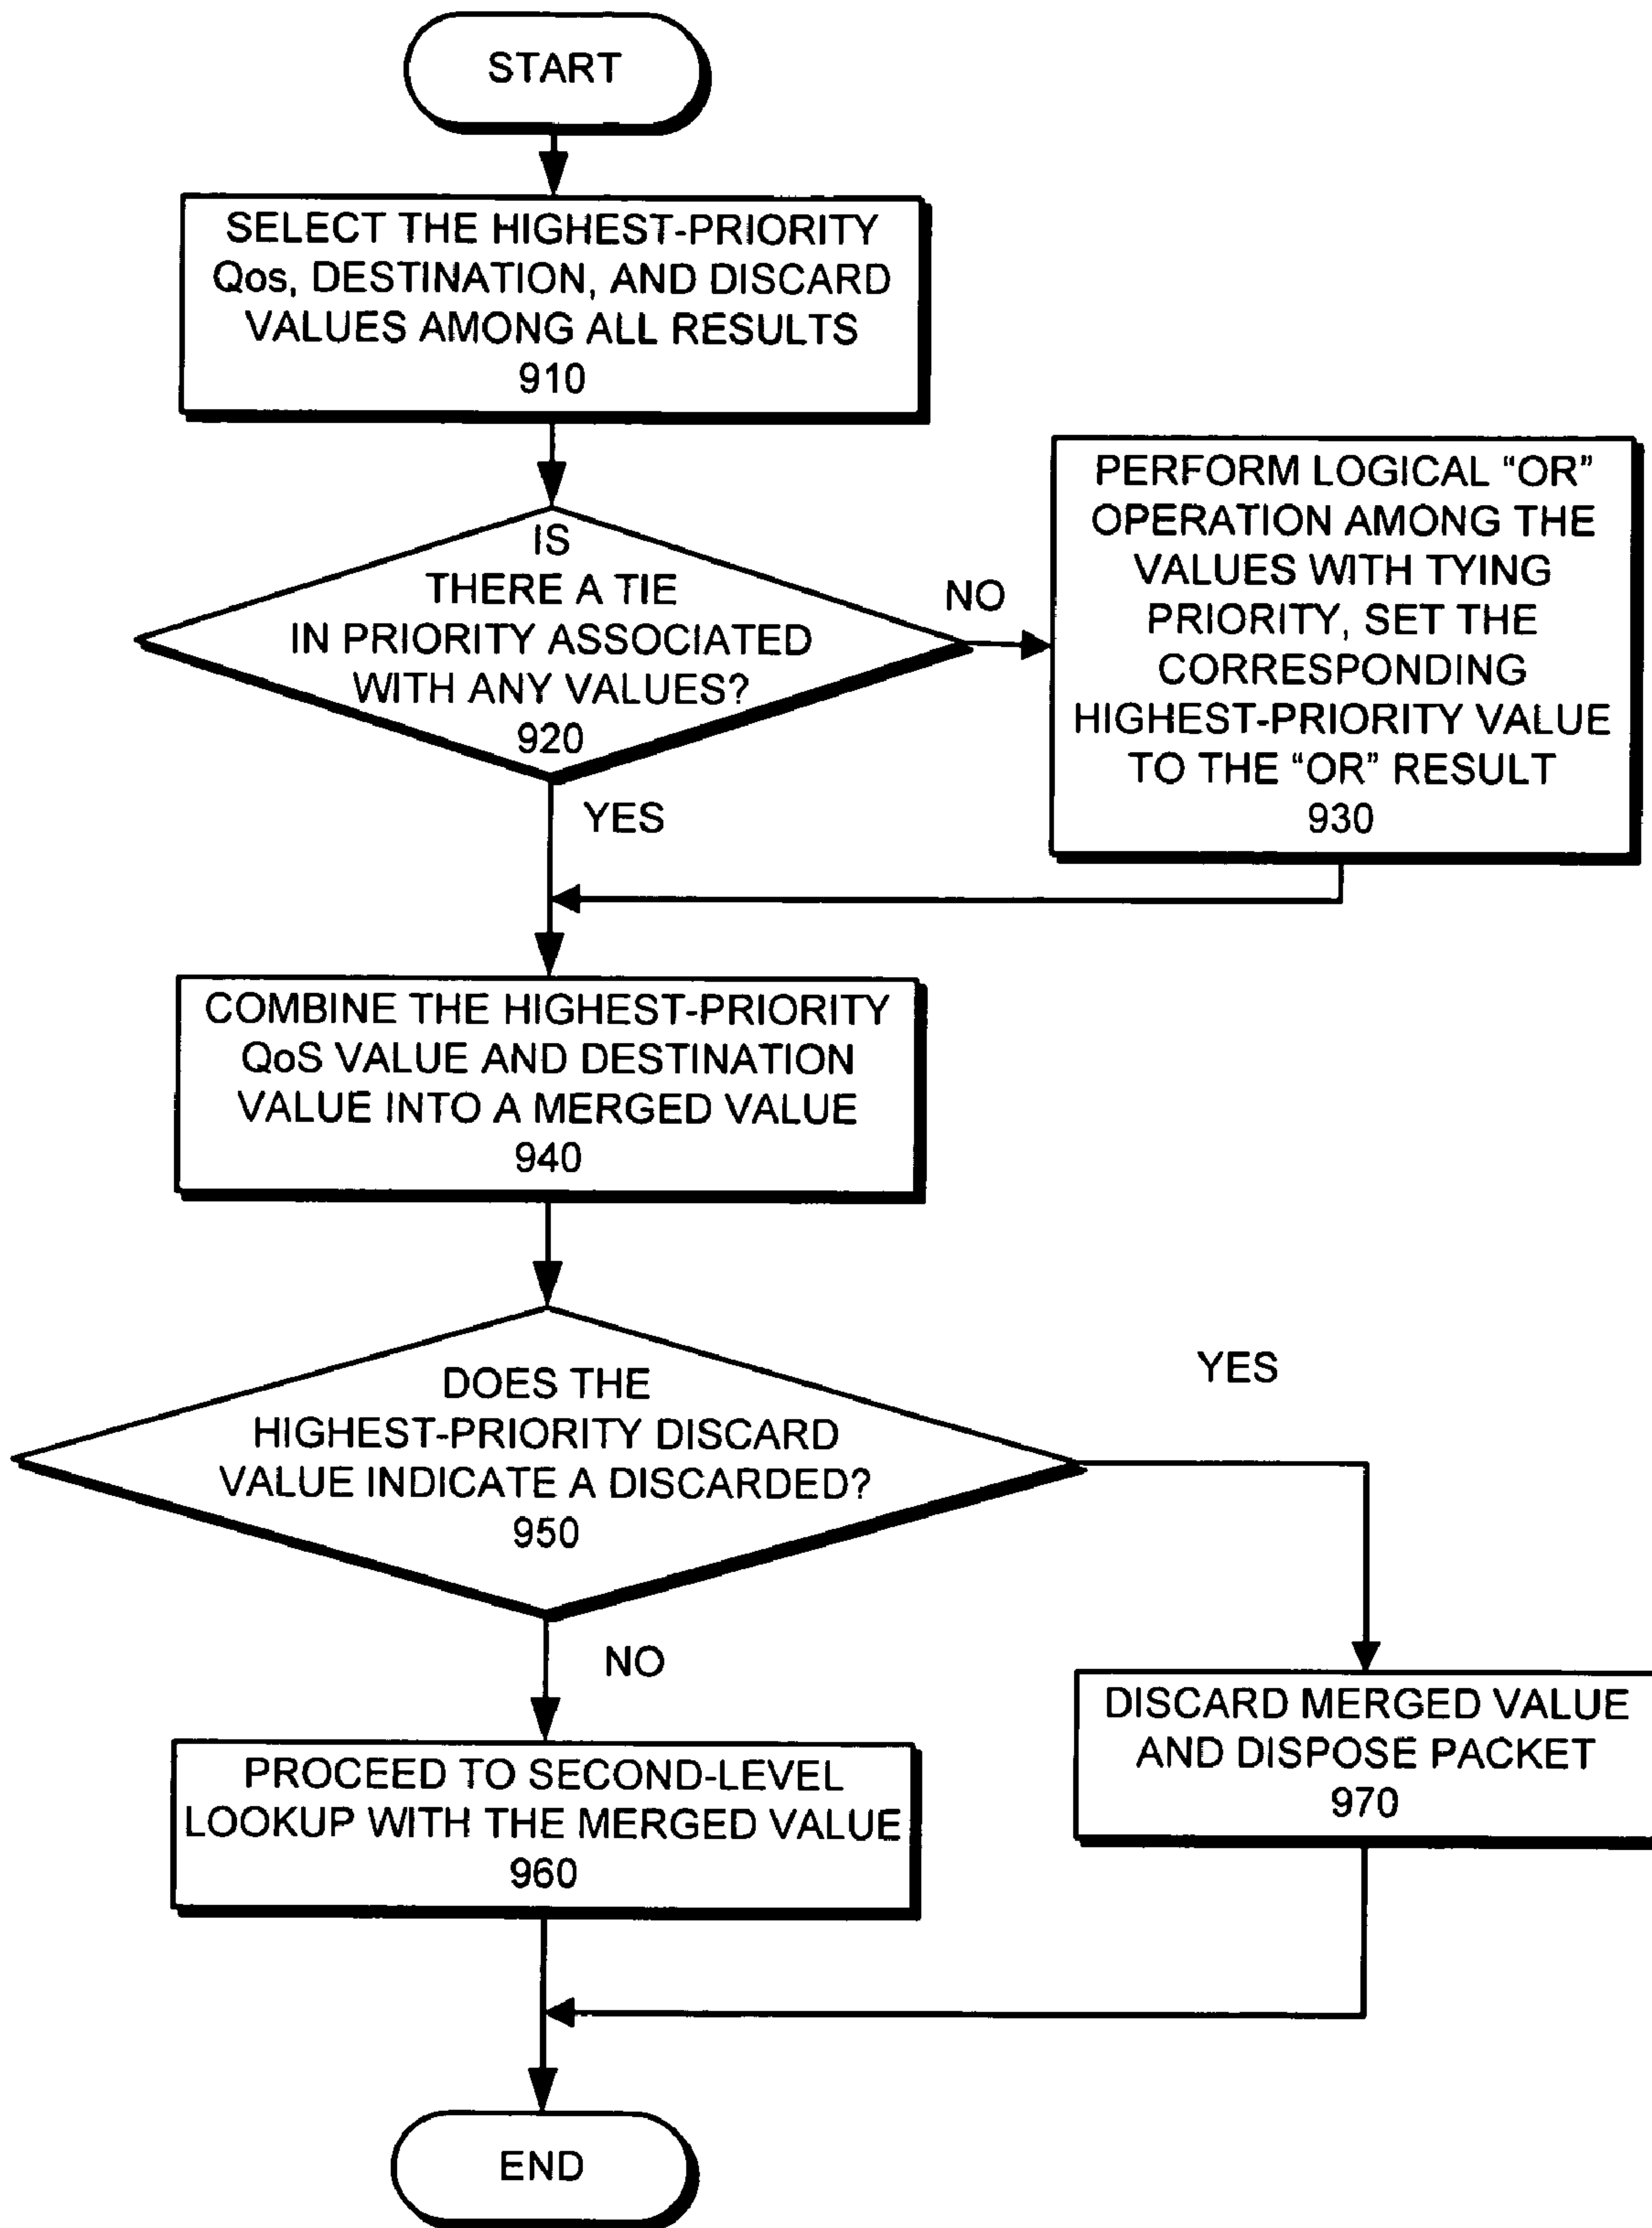 START
SELECT THE HIGHEST-PRIORITY
Qos, DESTINATION, AND DISCARD
VALUES AMONG ALL RESULTS
910
IS
THERE A TIE
IN PRIORITY ASSOCIATED
WITH ANY VALUES?
920
NO
PERFORM LOGICAL “OR”
OPERATION AMONG THE
VALUES WITH TYING
PRIORITY, SET THE
CORRESPONDING
HIGHEST-PRIORITY VALUE
TO THE “OR” RESULT
930
YES
COMBINE THE HIGHEST-PRIORITY
QoS VALUE AND DESTINATION
VALUE INTO A MERGED VALUE
940
DOES THE
HIGHEST-PRIORITY DISCARD
VALUE INDICATE A DISCARDED?
950
YES
NO
DISCARD MERGED VALUE
AND DISPOSE PACKET
970
PROCEED TO SECOND-LEVEL
LOOKUP WITH THE MERGED VALUE
960
END